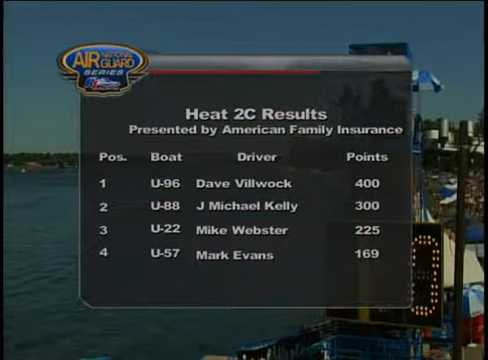 AIR NATIONAL
GUARD
SERIES
Heat 2C Results
Presented by American Family Insurance
Pos. Boat Driver Points
1 U-96 Dave Villwock 400
2 U-88 J Michael Kelly 300
3 U-22 Mike Webster 225
4 U-57 Mark Evans 169